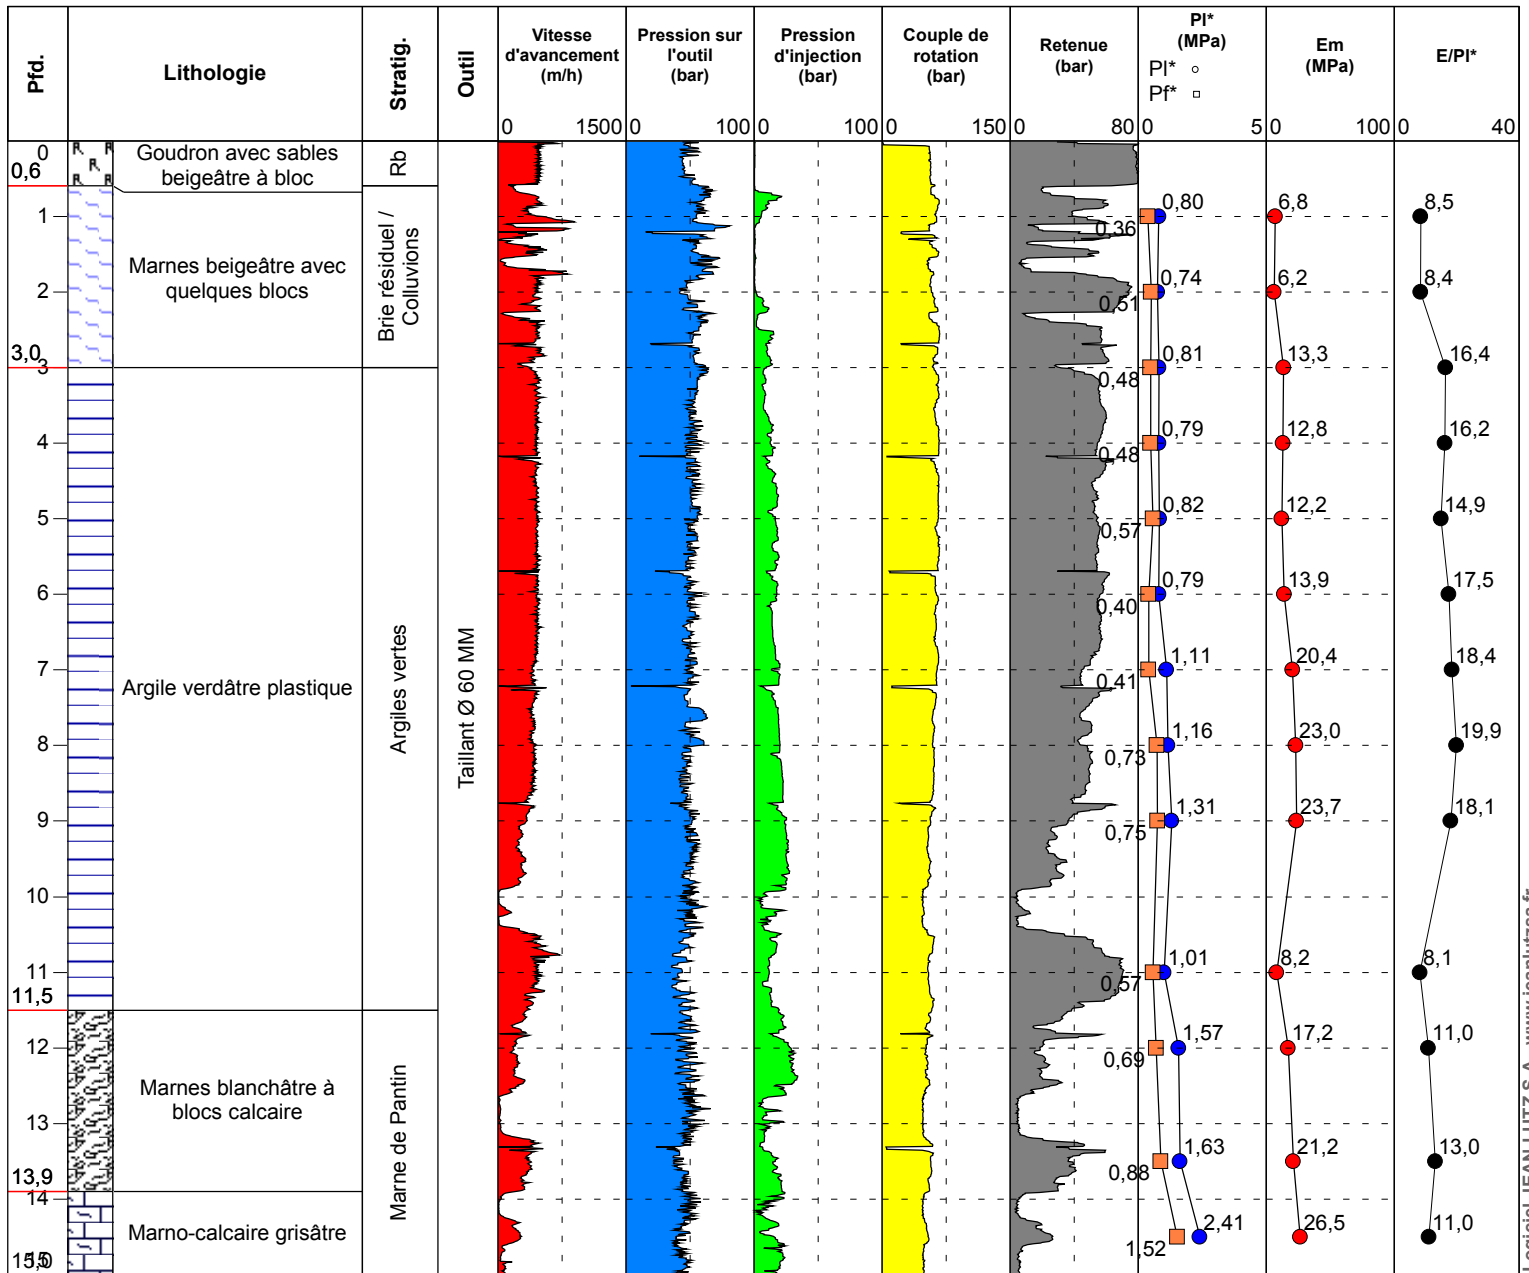 Pfd.
Lithologie
Stratig.
Outil
Vitesse
d'avancement
(m/h)
Pression sur
l'outil
(bar)
Pression
d'injection
(bar)
Couple de
rotation
(bar)
Retenue
(bar)
Pl*
(MPa)
Pl*
Pf*
Em
(MPa)
E/Pl*
0 1500 0 100 0 100 0 150 0 80 0 5 0 100 0 40
0
0,6
Goudron avec sables
beigeâtre à bloc
Rb
1
0,80
0,36
6,8
8,5
Marnes beigeâtre avec
quelques blocs
Brie résiduel /
Colluvions
2
0,74
0,51
6,2
8,4
3,0
3
0,81
0,48
13,3
16,4
4
0,79
0,48
12,8
16,2
5
0,82
0,57
12,2
14,9
6
0,79
0,40
13,9
17,5
Argile verdâtre plastique
Argiles vertes
Taillant Ø 60 MM
7
1,11
0,41
20,4
18,4
8
1,16
0,73
23,0
19,9
9
1,31
0,75
23,7
18,1
10
11
1,01
0,57
8,2
8,1
11,5
12
1,57
0,69
17,2
11,0
Marnes blanchâtre à
blocs calcaire
Marne de Pantin
13
1,63
0,88
21,2
13,0
13,9
14
Marno-calcaire grisâtre
2,41
1,52
26,5
11,0
15
15,0
Logiciel JEAN LUTZ S.A - www.jeanlutzsa.fr